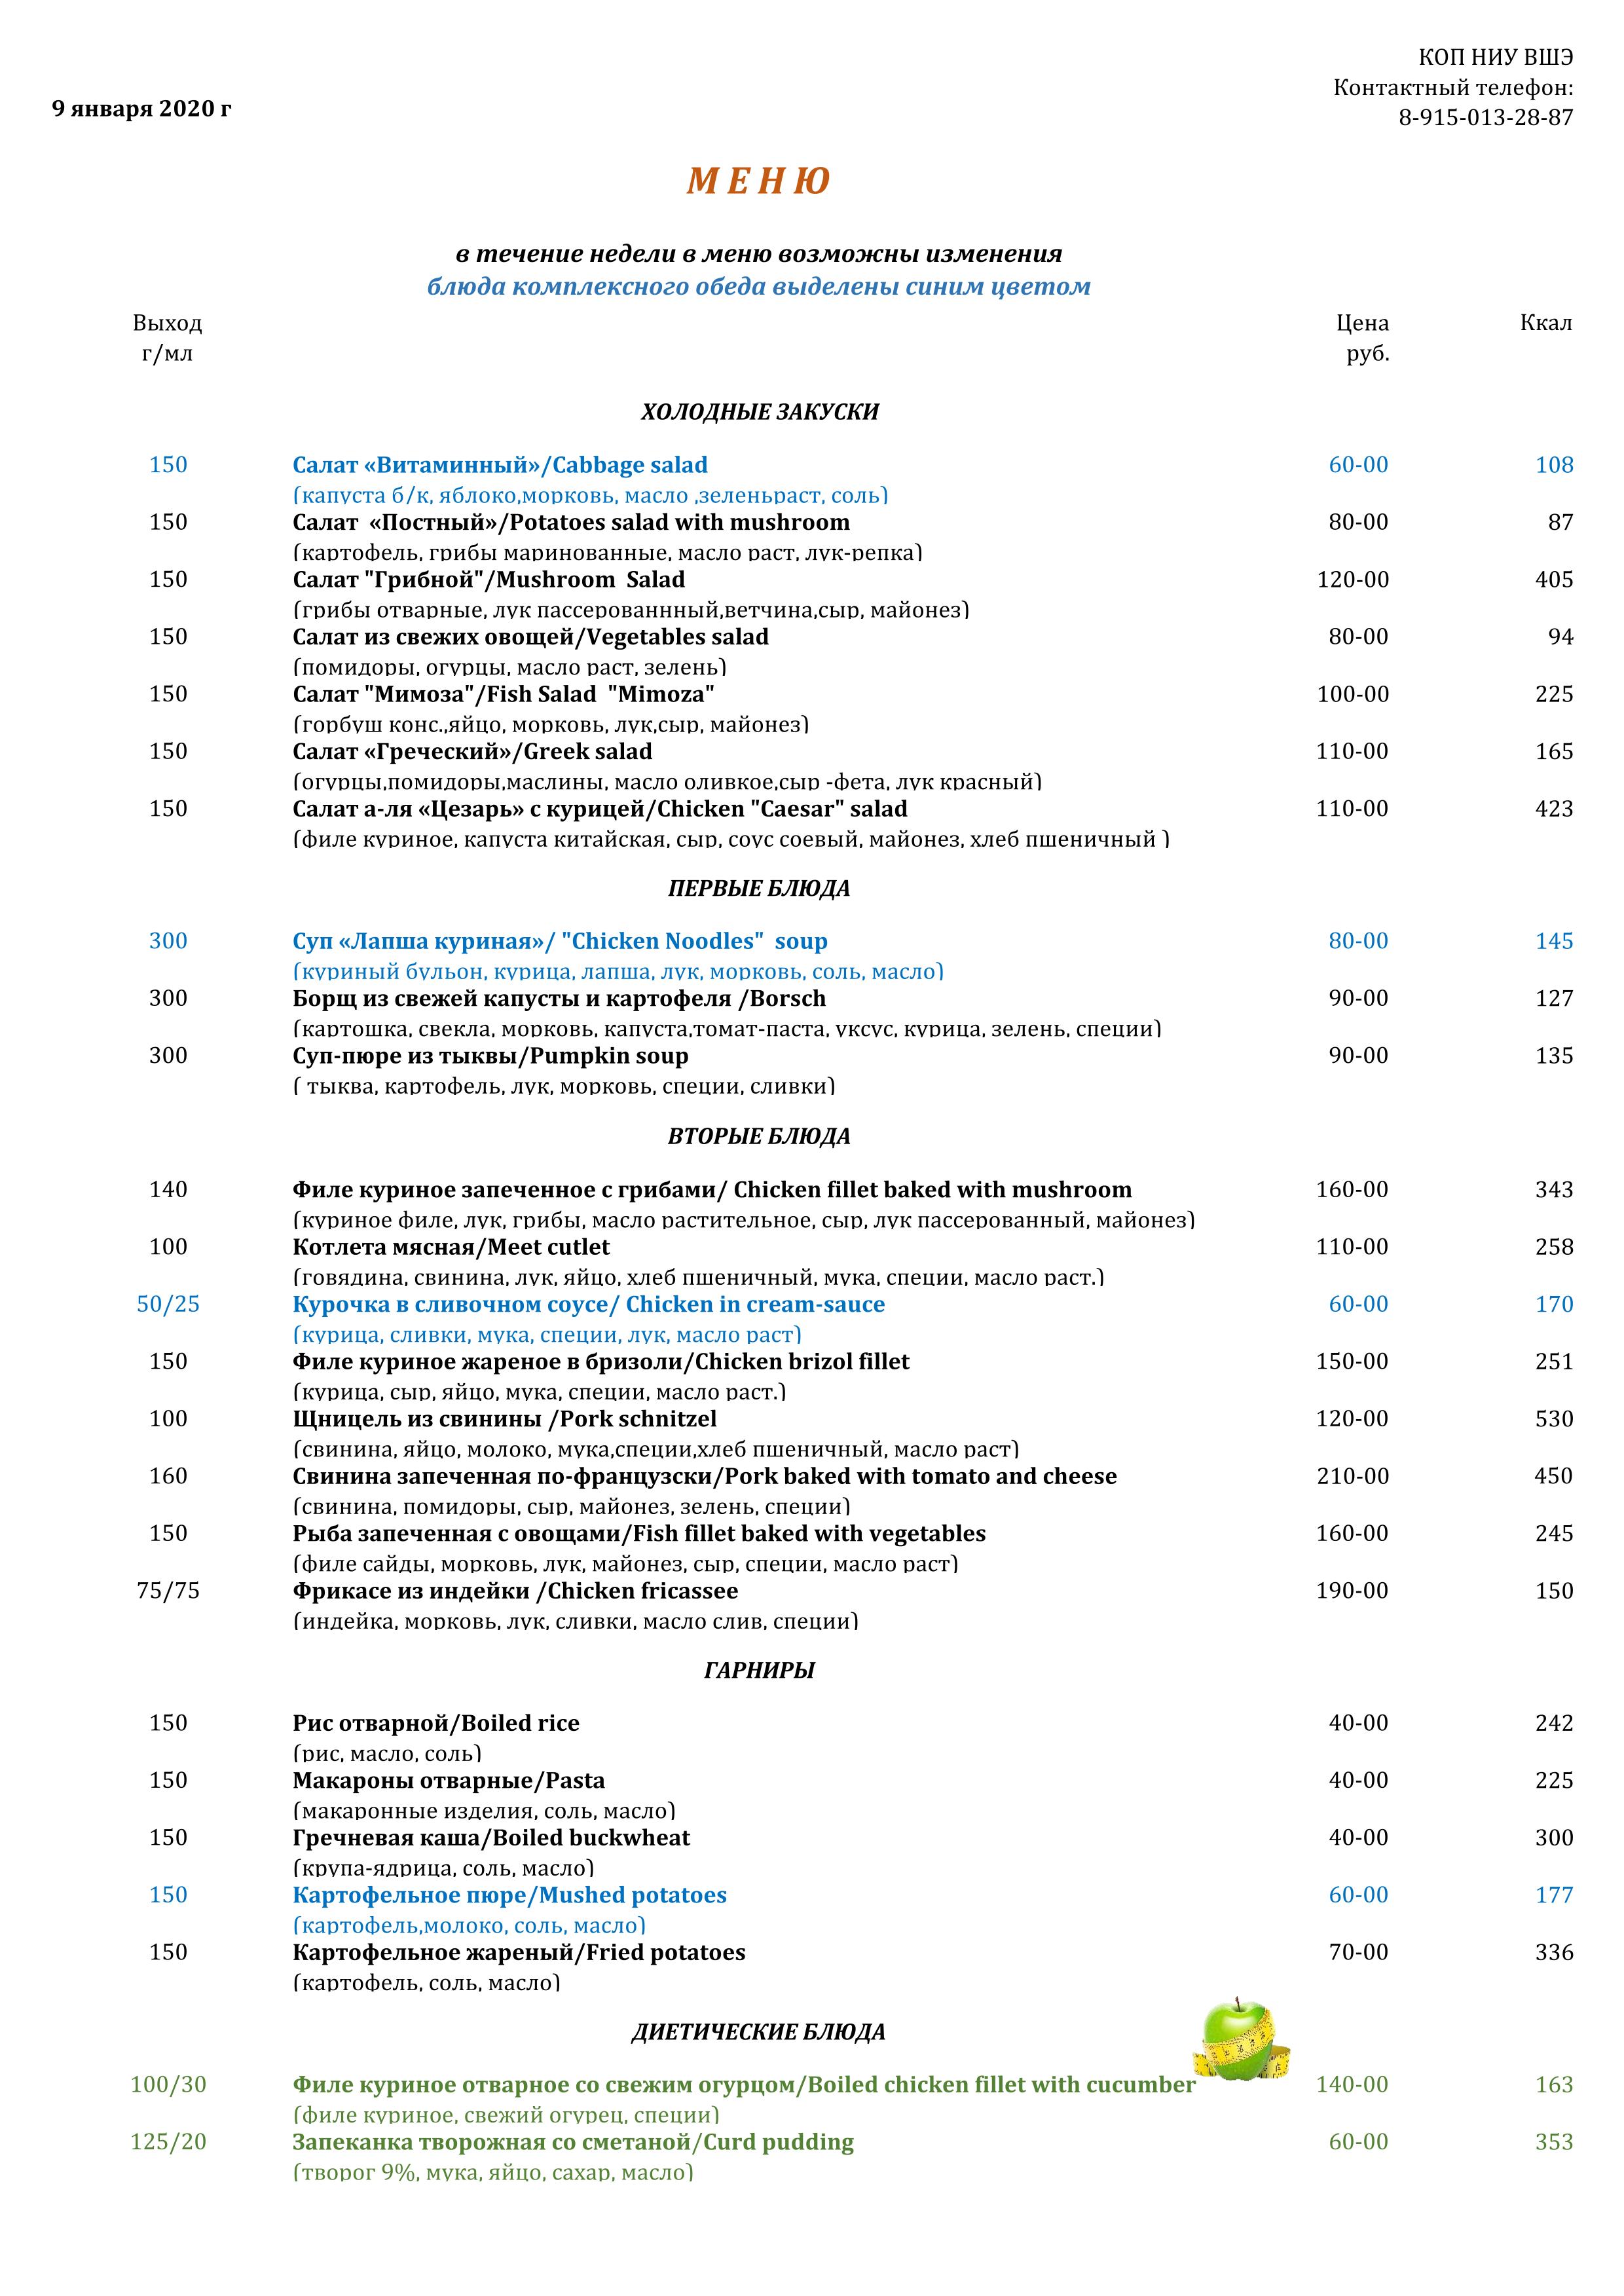 КОП НИУ ВШЭ
Контактный телефон:
9 января 2020 г
8-915-013-28-87
М Е Н Ю
в течение недели в меню возможны изменения
блюда комплексного обеда выделены синим цветом
Выход Цена Ккал
г/мл руб.
ХОЛОДНЫЕ ЗАКУСКИ
150 Салат «Витаминный»/Cabbage salad 60-00 108
(капуста б/к, яблоко,морковь, масло ,зеленьраст, соль)
150 Салат «Постный»/Potatoes salad with mushroom 80-00 87
(картофель, грибы маринованные, масло раст, лук-репка)
150 Салат "Грибной"/Mushroom Salad 120-00 405
(грибы отварные, лук пассерованнный,ветчина,сыр, майонез)
150 Салат из свежих овощей/Vegetables salad 80-00 94
(помидоры, огурцы, масло раст, зелень)
150 Салат "Мимоза"/Fish Salad "Mimoza" 100-00 225
(горбуш конс.,яйцо, морковь, лук,сыр, майонез)
150 Салат «Греческий»/Greek salad 110-00 165
(огурцы,помидоры,маслины, масло оливкое,сыр -фета, лук красный)
150 Салат а-ля «Цезарь» с курицей/Chicken "Caesar" salad 110-00 423
(филе куриное, капуста китайская, сыр, соус соевый, майонез, хлеб пшеничный )
ПЕРВЫЕ БЛЮДА
300 Суп «Лапша куриная»/ "Chicken Noodles" soup 80-00 145
(куриный бульон, курица, лапша, лук, морковь, соль, масло)
300 Борщ из свежей капусты и картофеля /Borsch 90-00 127
(картошка, свекла, морковь, капуста,томат-паста, уксус, курица, зелень, специи)
300 Суп-пюре из тыквы/Pumpkin soup 90-00 135
( тыква, картофель, лук, морковь, специи, сливки)
ВТОРЫЕ БЛЮДА
140 Филе куриное запеченное с грибами/ Chicken fillet baked with mushroom 160-00 343
(куриное филе, лук, грибы, масло растительное, сыр, лук пассерованный, майонез)
100 Котлета мясная/Meet cutlet 110-00 258
(говядина, свинина, лук, яйцо, хлеб пшеничный, мука, специи, масло раст.)
50/25 Курочка в сливочном соусе/ Chicken in cream-sauce 60-00 170
(курица, сливки, мука, специи, лук, масло раст)
150 Филе куриное жареное в бризоли/Chicken brizol fillet 150-00 251
(курица, сыр, яйцо, мука, специи, масло раст.)
100 Щницель из свинины /Pork schnitzel 120-00 530
(свинина, яйцо, молоко, мука,специи,хлеб пшеничный, масло раст)
160 Свинина запеченная по-французски/Pork baked with tomato and cheese 210-00 450
(свинина, помидоры, сыр, майонез, зелень, специи)
150 Рыба запеченная с овощами/Fish fillet baked with vegetables 160-00 245
(филе сайды, морковь, лук, майонез, сыр, специи, масло раст)
75/75 Фрикасе из индейки /Chicken fricassee 190-00 150
(индейка, морковь, лук, сливки, масло слив, специи)
ГАРНИРЫ
150 Рис отварной/Boiled rice 40-00 242
(рис, масло, соль)
150 Макароны отварные/Pasta 40-00 225
(макаронные изделия, соль, масло)
150 Гречневая каша/Boiled buckwheat 40-00 300
(крупа-ядрица, соль, масло)
150 Картофельное пюре/Mushed potatoes 60-00 177
(картофель,молоко, соль, масло)
150 Картофельное жареный/Fried potatoes 70-00 336
(картофель, соль, масло)
ДИЕТИЧЕСКИЕ БЛЮДА
100/30 Филе куриное отварное со свежим огурцом/Boiled chicken fillet with cucumber 140-00 163
(филе куриное, свежий огурец, специи)
125/20 Запеканка творожная со сметаной/Curd pudding 60-00 353
(творог 9%, мука, яйцо, сахар, масло)